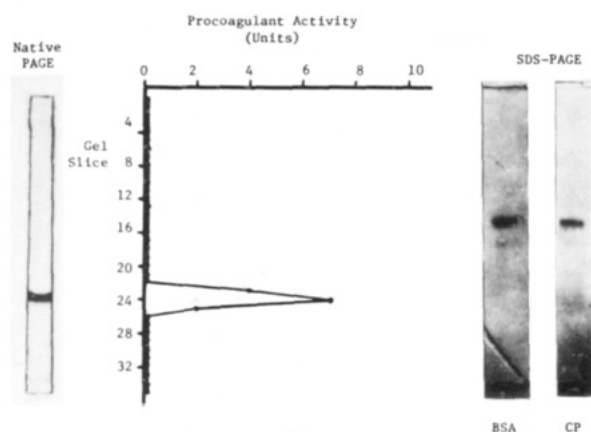 Procoagulant Activity
(Units)
Native
PAGE
SDS-PAGE
0 2 4 6 8 10
4
Gel
Slice 8
12
16
20
24
28
32
BSA CP